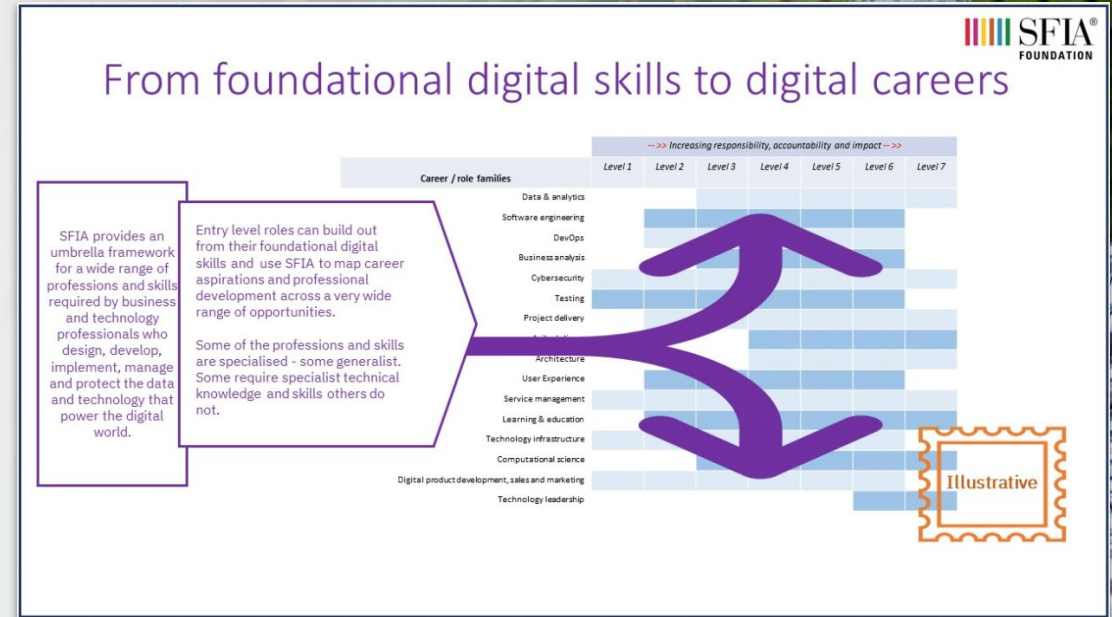 SFIA®
FOUNDATION
From foundational digital skills to digital careers
SFIA provides an
umbrella framework
for a wide range of
professions and skills
required by business
and technology
professionals who
design, develop,
implement, manage
and protect the data
and technology that
power the digital
world.
Entry level roles can build out
from their foundational digital
skills and use SFIA to map career
aspirations and professional
development across a very wide
range of opportunities.
Some of the professions and skills
are specialised - some generalist.
Some require specialist technical
knowledge and skills others do
not.
-- >> Increasing responsibility, accountability and impact -- >>
Career / role families
Level 1 Level 2 Level 3 Level 4 Level 5 Level 6 Level 7
Data & analytics
Software engineering
DevOps
Business analysis
Cybersecurity
Testing
Project delivery
Architecture
User Experience
Service management
Learning & education
Technology infrastructure
Computational science
Digital product development, sales and marketing
Technology leadership
Illustrative